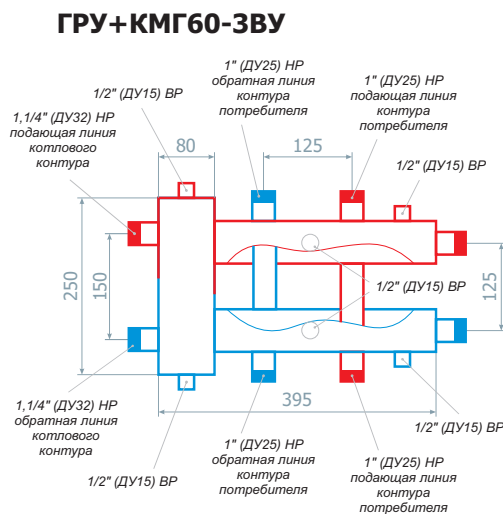 ГРУ+КМГ60-3ВУ
1" (ДУ25) НР
обратная линия
контура
потребителя
1" (ДУ25) НР
подающая линия
контура
потребителя
1/2" (ДУ15) ВР
1,1/4" (ДУ32) НР
подающая линия
котлового
контура
80
125
1/2" (ДУ15) ВР
250
150
1/2" (ДУ15) ВР
125
395
1,1/4" (ДУ32) НР
обратная линия
котлового
контура
1/2" (ДУ15) ВР
1/2" (ДУ15) ВР
1" (ДУ25) НР
обратная линия
контура
потребителя
1" (ДУ25) НР
подающая линия
контура
потребителя